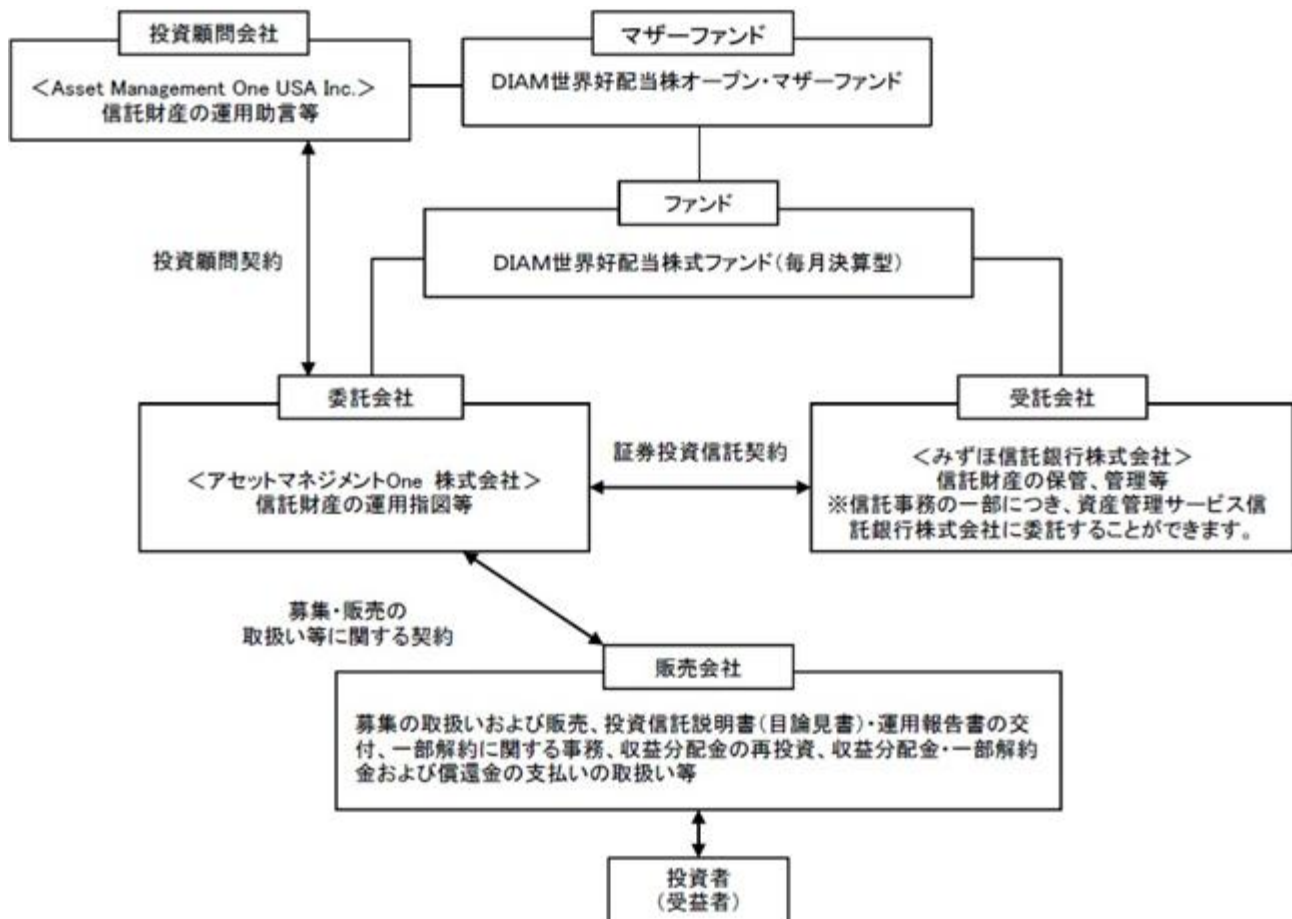 投資顧問会社
<Asset Management One USA Inc.>
信託財産の運用助言等
マザーファンド
DIAM世界好配当株オープン・マザーファンド
ファンド
DIAM世界好配当株式ファンド(毎月決算型)
投資顧問契約
委託会社
<アセットマネジメントOne 株式会社>
信託財産の運用指図等
証券投資信託契約
受託会社
<みずほ信託銀行株式会社>
信託財産の保管、管理等
※信託事務の一部につき、資産管理サービス信
託銀行株式会社に委託することができます。
募集・販売の
取扱い等に関する契約
販売会社
募集の取扱いおよび販売、投資信託説明書(目論見書)・運用報告書の交
付、一部解約に関する事務、収益分配金の再投資、収益分配金・一部解約
金および償還金の支払いの取扱い等
投資者
(受益者)